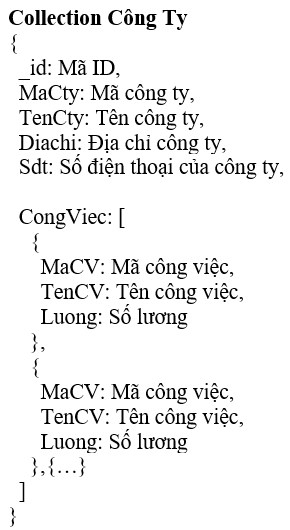 Collection Công Ty
{
_id: Mã ID,
MaCty: Mã công ty,
TenCty: Tên công ty,
Diachi: Địa chỉ công ty,
Sdt: Số điện thoại của công ty,
CongViec: [
{
MaCV: Mã công việc,
TenCV: Tên công việc,
Luong: Số lương
},
{
MaCV: Mã công việc,
TenCV: Tên công việc,
Luong: Số lương
},{…}
]
}